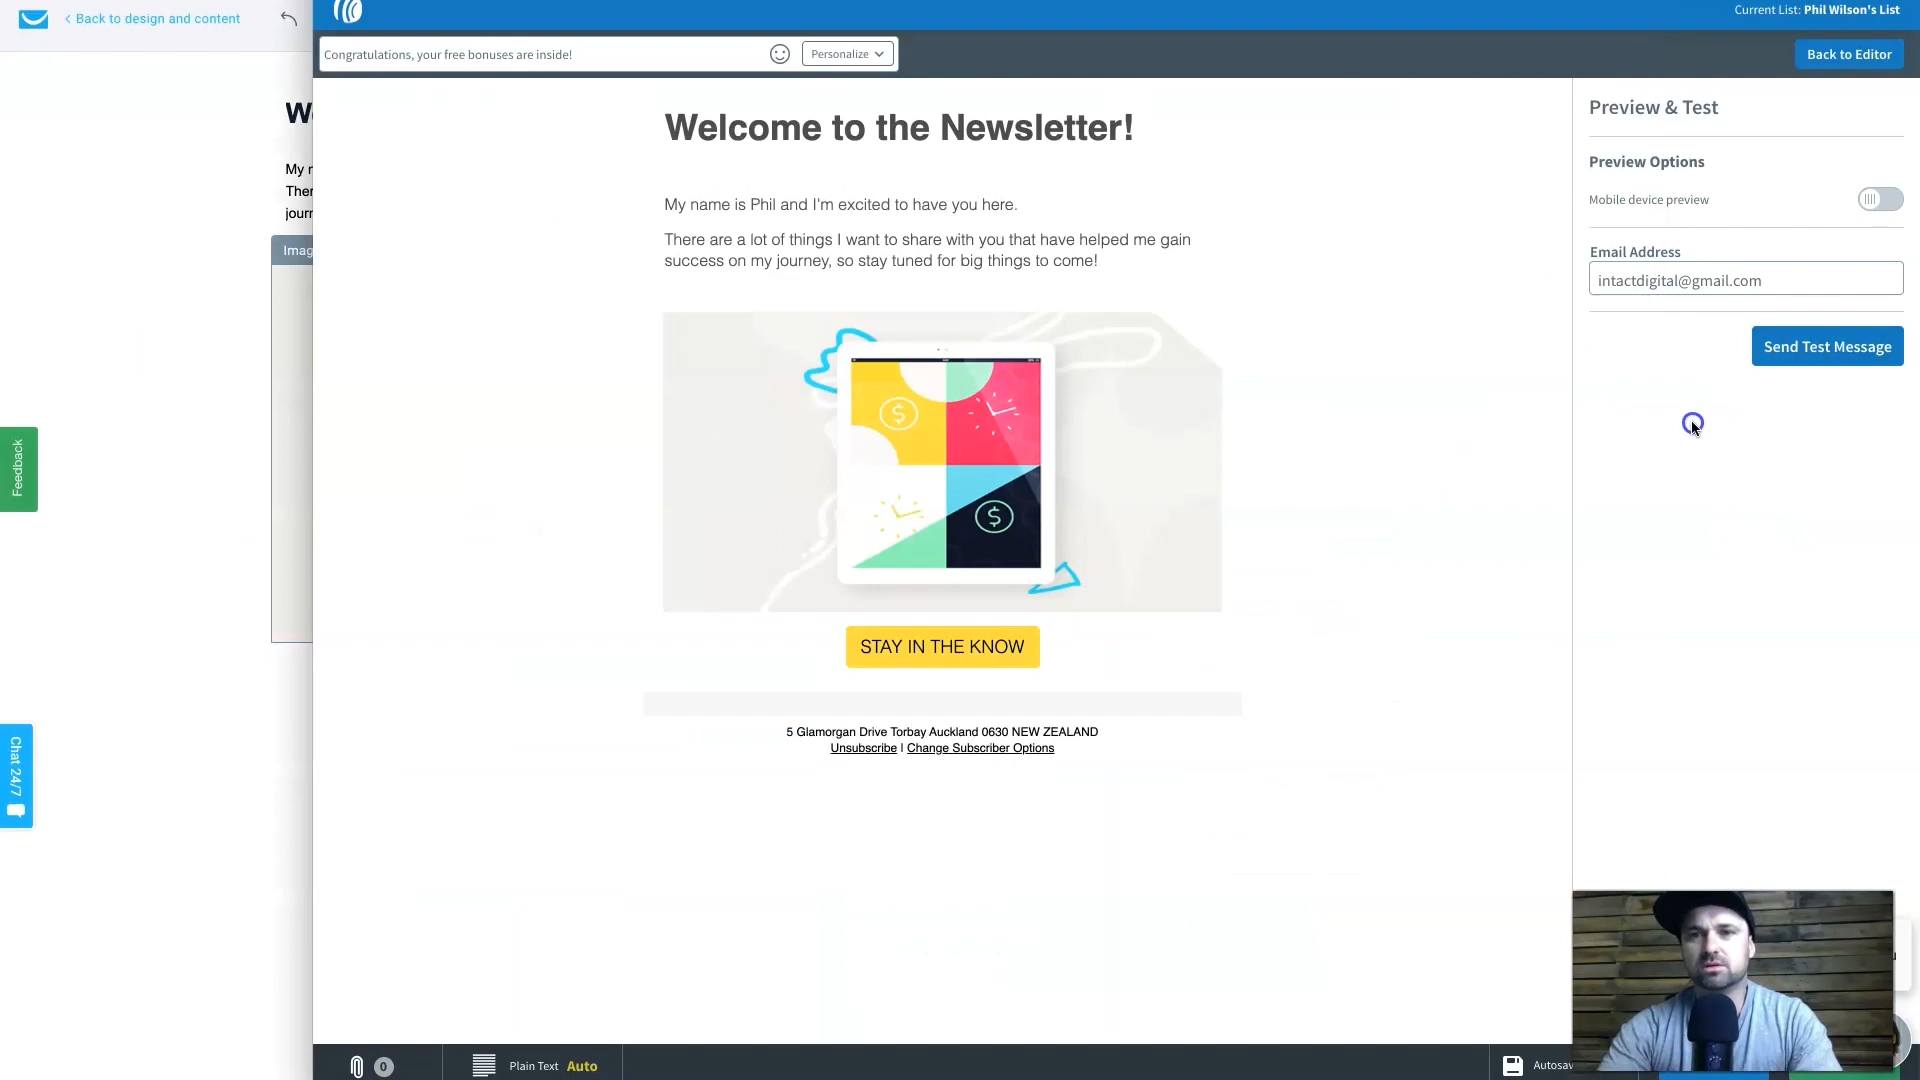 Back to design and content
Current List: Phil Wilson's List
Congratulations, your free bonuses are inside!
Personalize
Back to Editor
Welcome to the Newsletter!
Preview & Test
Preview Options
Mobile device preview
My name is Phil and I'm excited to have you here.
There are a lot of things I want to share with you that have helped me gain
success on my journey, so stay tuned for big things to come!
Email Address
intactdigital@gmail.com
Send Test Message
Feedback
STAY IN THE KNOW
5 Glamorgan Drive Torbay Auckland 0630 NEW ZEALAND
Unsubscribe | Change Subscriber Options
Chat 24/7
0
Plain Text Auto